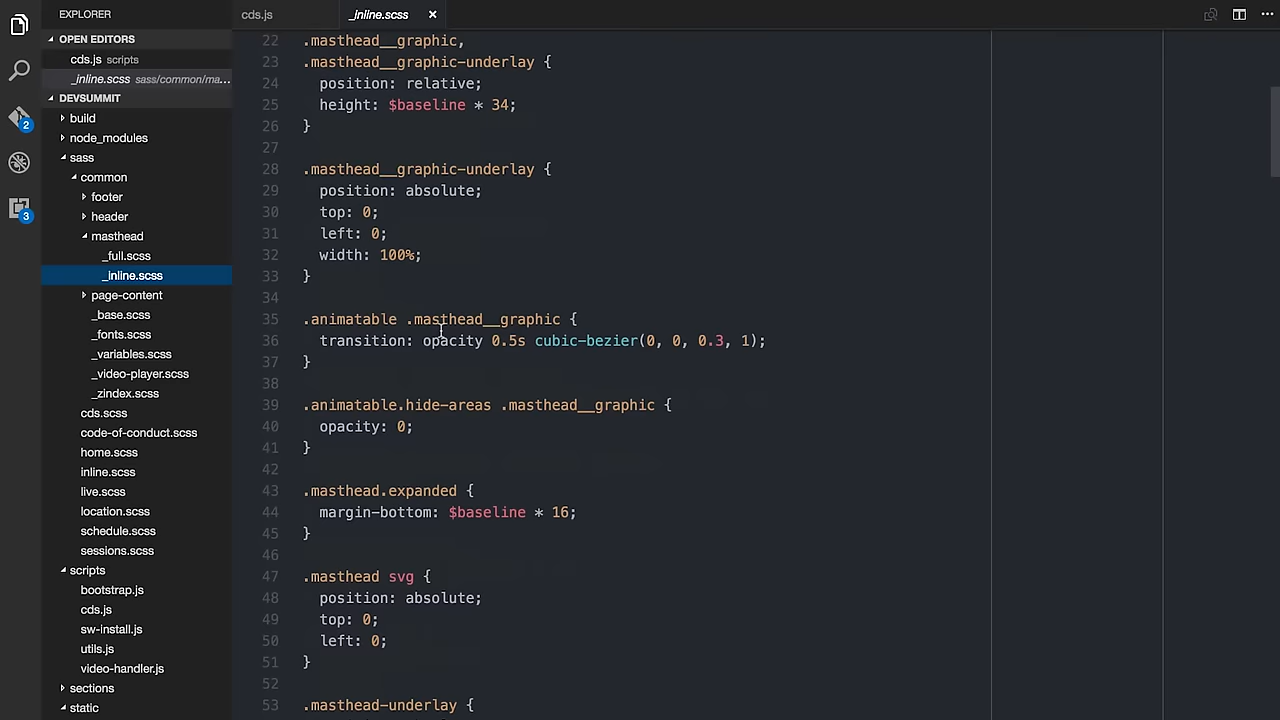 EXPLORER
OPEN EDITORS
cds.js scripts
_inline.scss sass/common/ma...
DEVSUMMIT
build
node_modules
sass
common
footer
header
masthead
_full.scss
_inline.scss
page-content
_base.scss
_fonts.scss
_variables.scss
_video-player.scss
_zindex.scss
cds.scss
code-of-conduct.scss
home.scss
inline.scss
live.scss
location.scss
schedule.scss
sessions.scss
scripts
bootstrap.js
cds.js
sw-install.js
utils.js
video-handler.js
sections
static
2
3
cds.js _inline.scss
22 .masthead__graphic,
23 .masthead__graphic-underlay {
24 position: relative;
25 height: $baseline * 34;
26 }
27
28 .masthead__graphic-underlay {
29 position: absolute;
30 top: 0;
31 left: 0;
32 width: 100%;
33 }
34
35 .animatable .masthead__graphic {
36 transition: opacity 0.5s cubic-bezier(0, 0, 0.3, 1);
37 }
38
39 .animatable.hide-areas .masthead__graphic {
40 opacity: 0;
41 }
42
43 .masthead.expanded {
44 margin-bottom: $baseline * 16;
45 }
46
47 .masthead svg {
48 position: absolute;
49 top: 0;
50 left: 0;
51 }
52
53 .masthead-underlay {